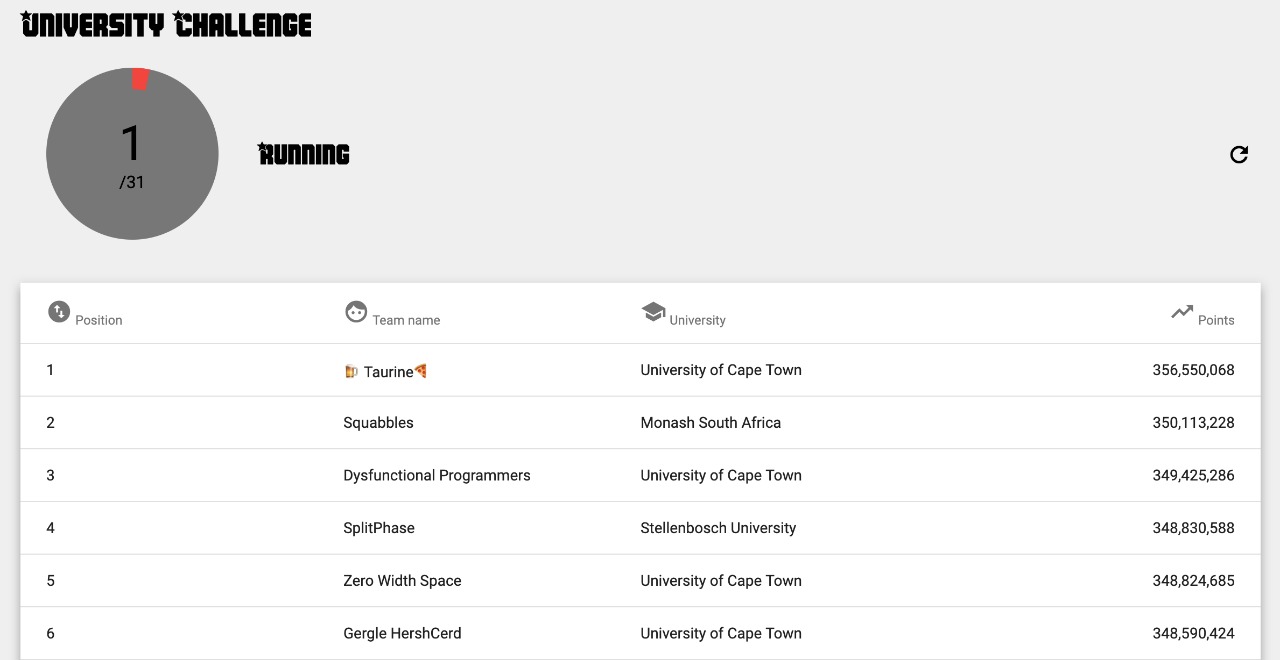 UNIVERSITY CHALLENGE
1
/31
RUNNING
Position Team name University Points
1 🍺 Taurine🍕 University of Cape Town 356,550,068
2 Squabbles Monash South Africa 350,113,228
3 Dysfunctional Programmers University of Cape Town 349,425,286
4 SplitPhase Stellenbosch University 348,830,588
5 Zero Width Space University of Cape Town 348,824,685
6 Gergle HershCerd University of Cape Town 348,590,424